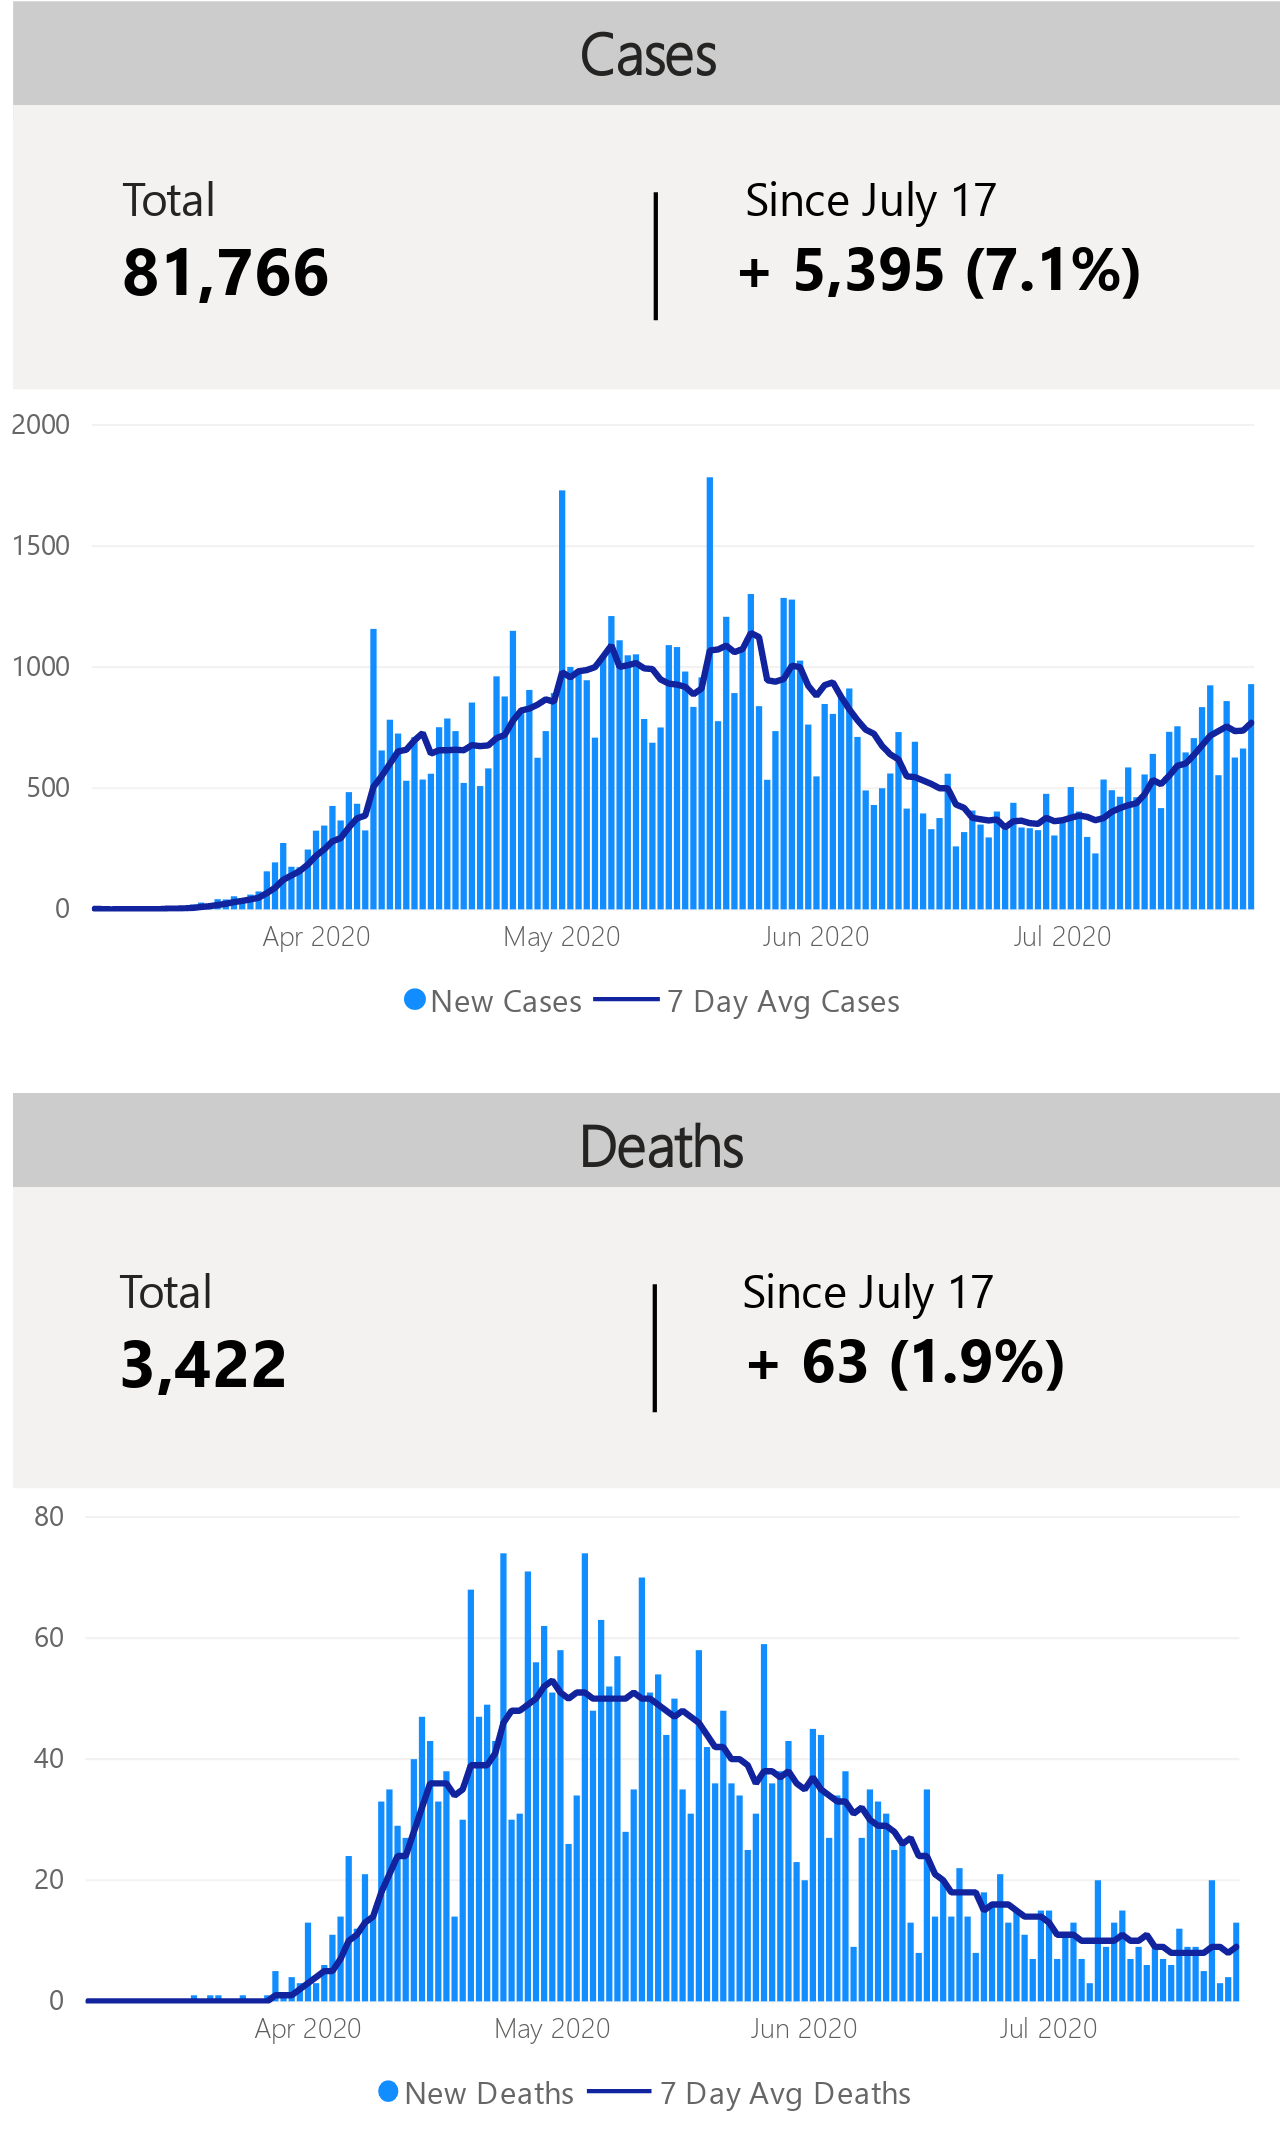 Cases
Total
Since July 17
81,766
+ 5,395 (7.1%)
2000
1500
1000
500
0
Apr 2020
May 2020
Jun 2020
Jul 2020
New Cases
7 Day Avg Cases
Deaths
Total
Since July 17
3,422
+ 63 (1.9%)
80
60
40
20
0
Apr 2020
May 2020
Jun 2020
Jul 2020
New Deaths
7 Day Avg Deaths